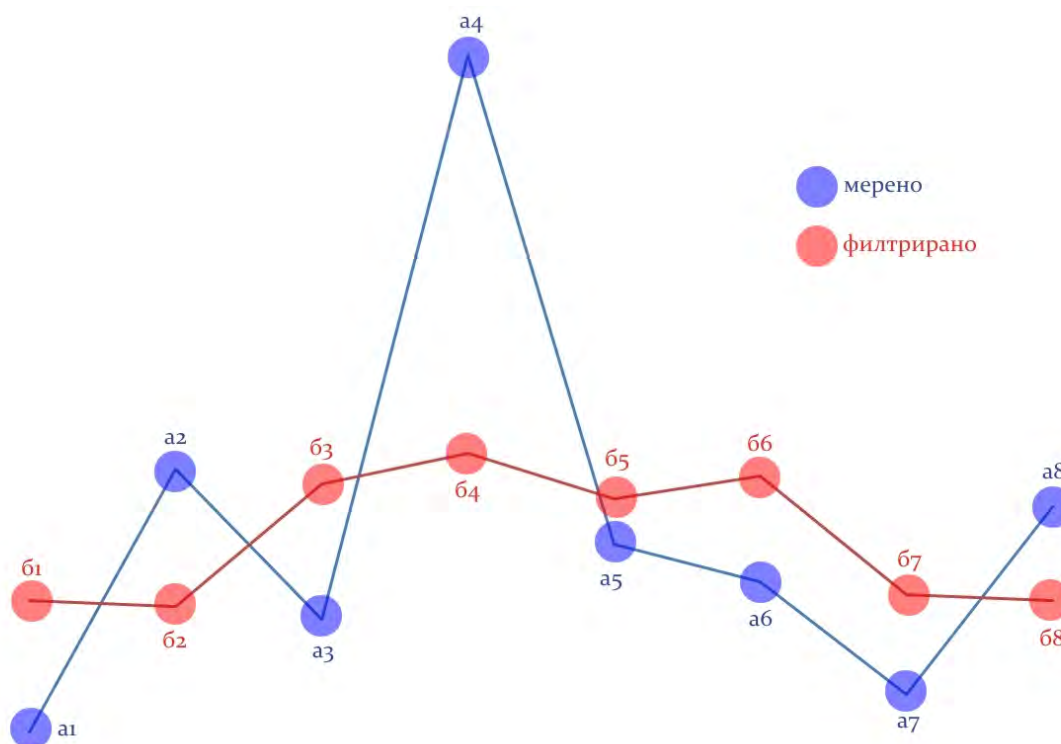 а4
мерено
филтрирано
а2
б3
б4
б5
б6
а8
б1
б2
а3
а5
а6
б7
б8
а1
а7